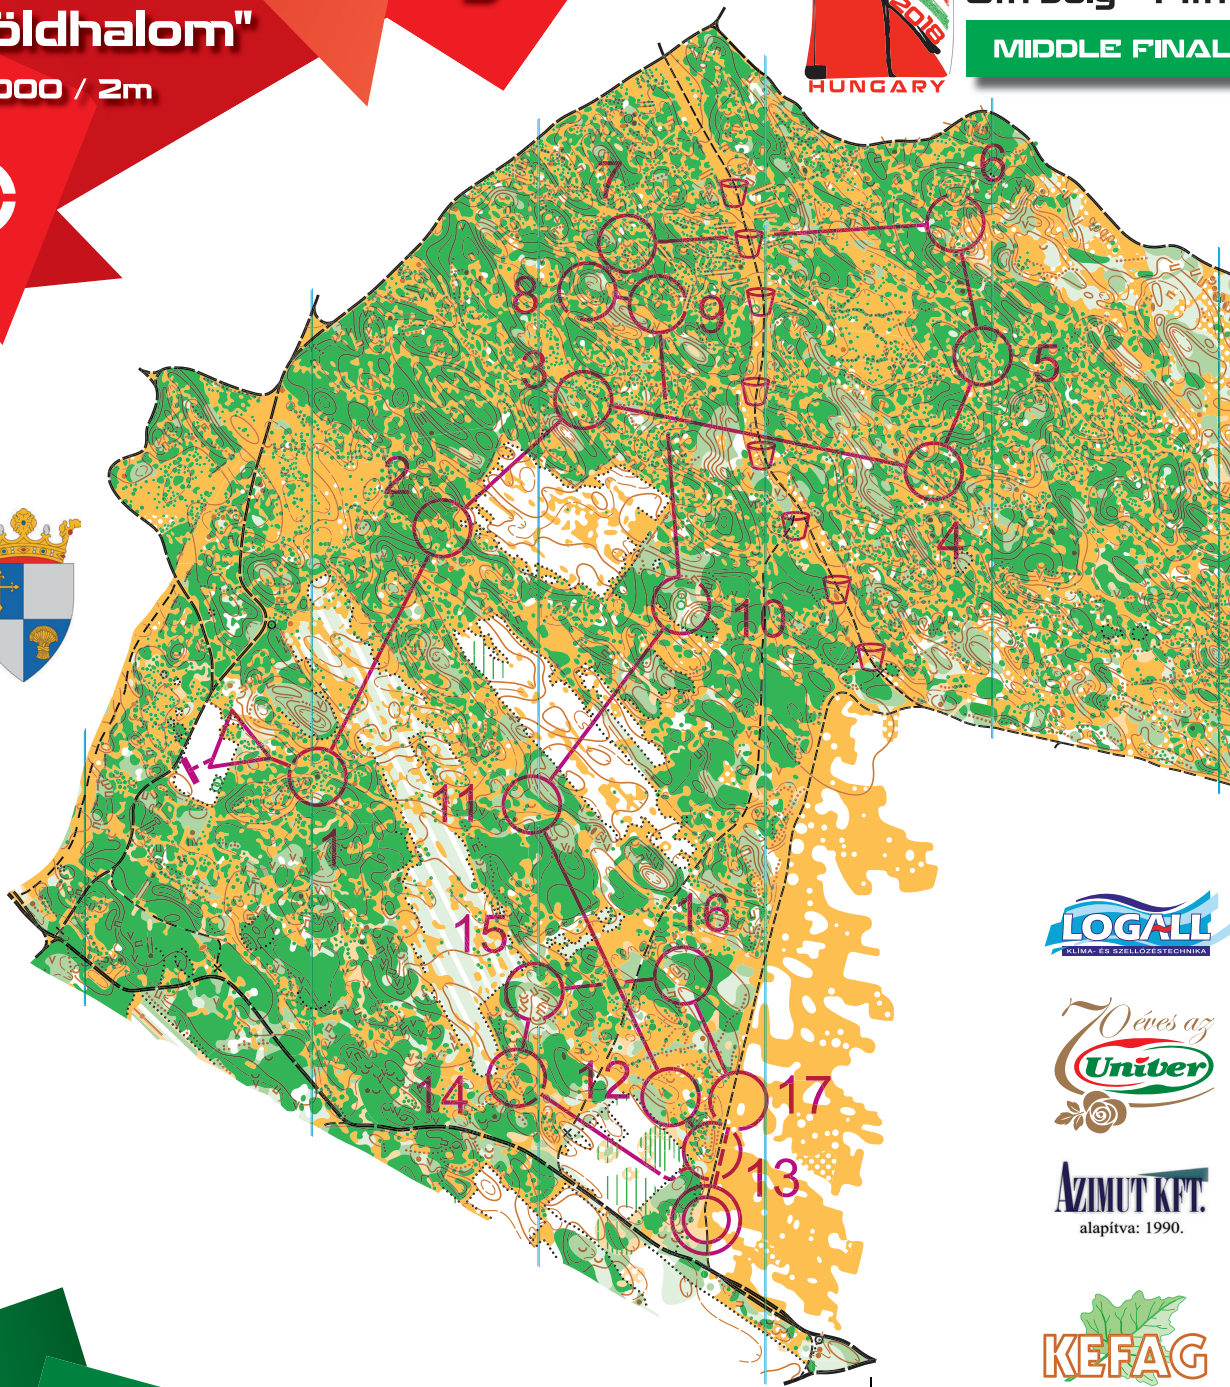 öldhalom"
000 / 2m
C
2018
HUNGARY
MIDDLE FINAL
7
6
8
9
5
3
2
4
10
1
11
16
15
12
14
17
13
LOGALL
KLÍMA- ÉS SZELLŐZÉSTECHNIKA
70 éves az
Univer
AZIMUT KFT.
alapítva: 1990.
KEFAG